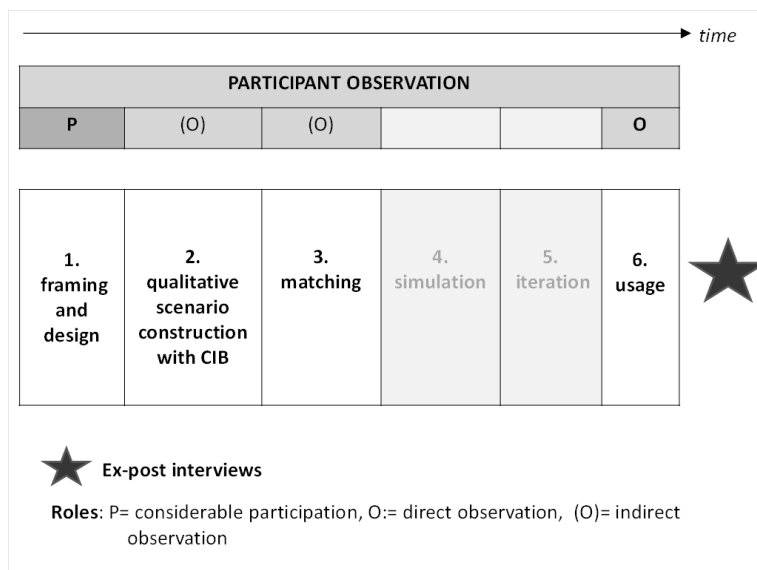 time
PARTICIPANT OBSERVATION
P (O) (O) O
1.
framing
and
design
2.
qualitative
scenario
construction
with CIB
3.
matching
4.
simulation
5.
iteration
6.
usage
Ex-post interviews
Roles: P= considerable participation, O:= direct observation, (O)= indirect
observation